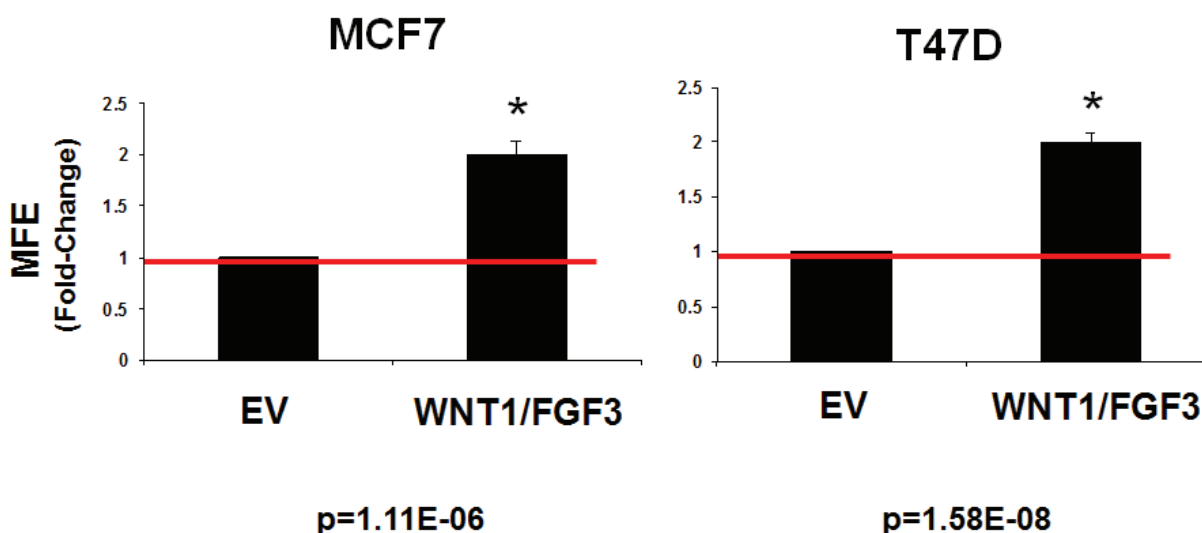 MCF7
MFE
(Fold-Change)
2.5
2
1.5
1
0.5
0
*
EV
WNT1/FGF3
p=1.11E-06
T47D
2.5
2
1.5
1
0.5
0
*
EV
WNT1/FGF3
p=1.58E-08